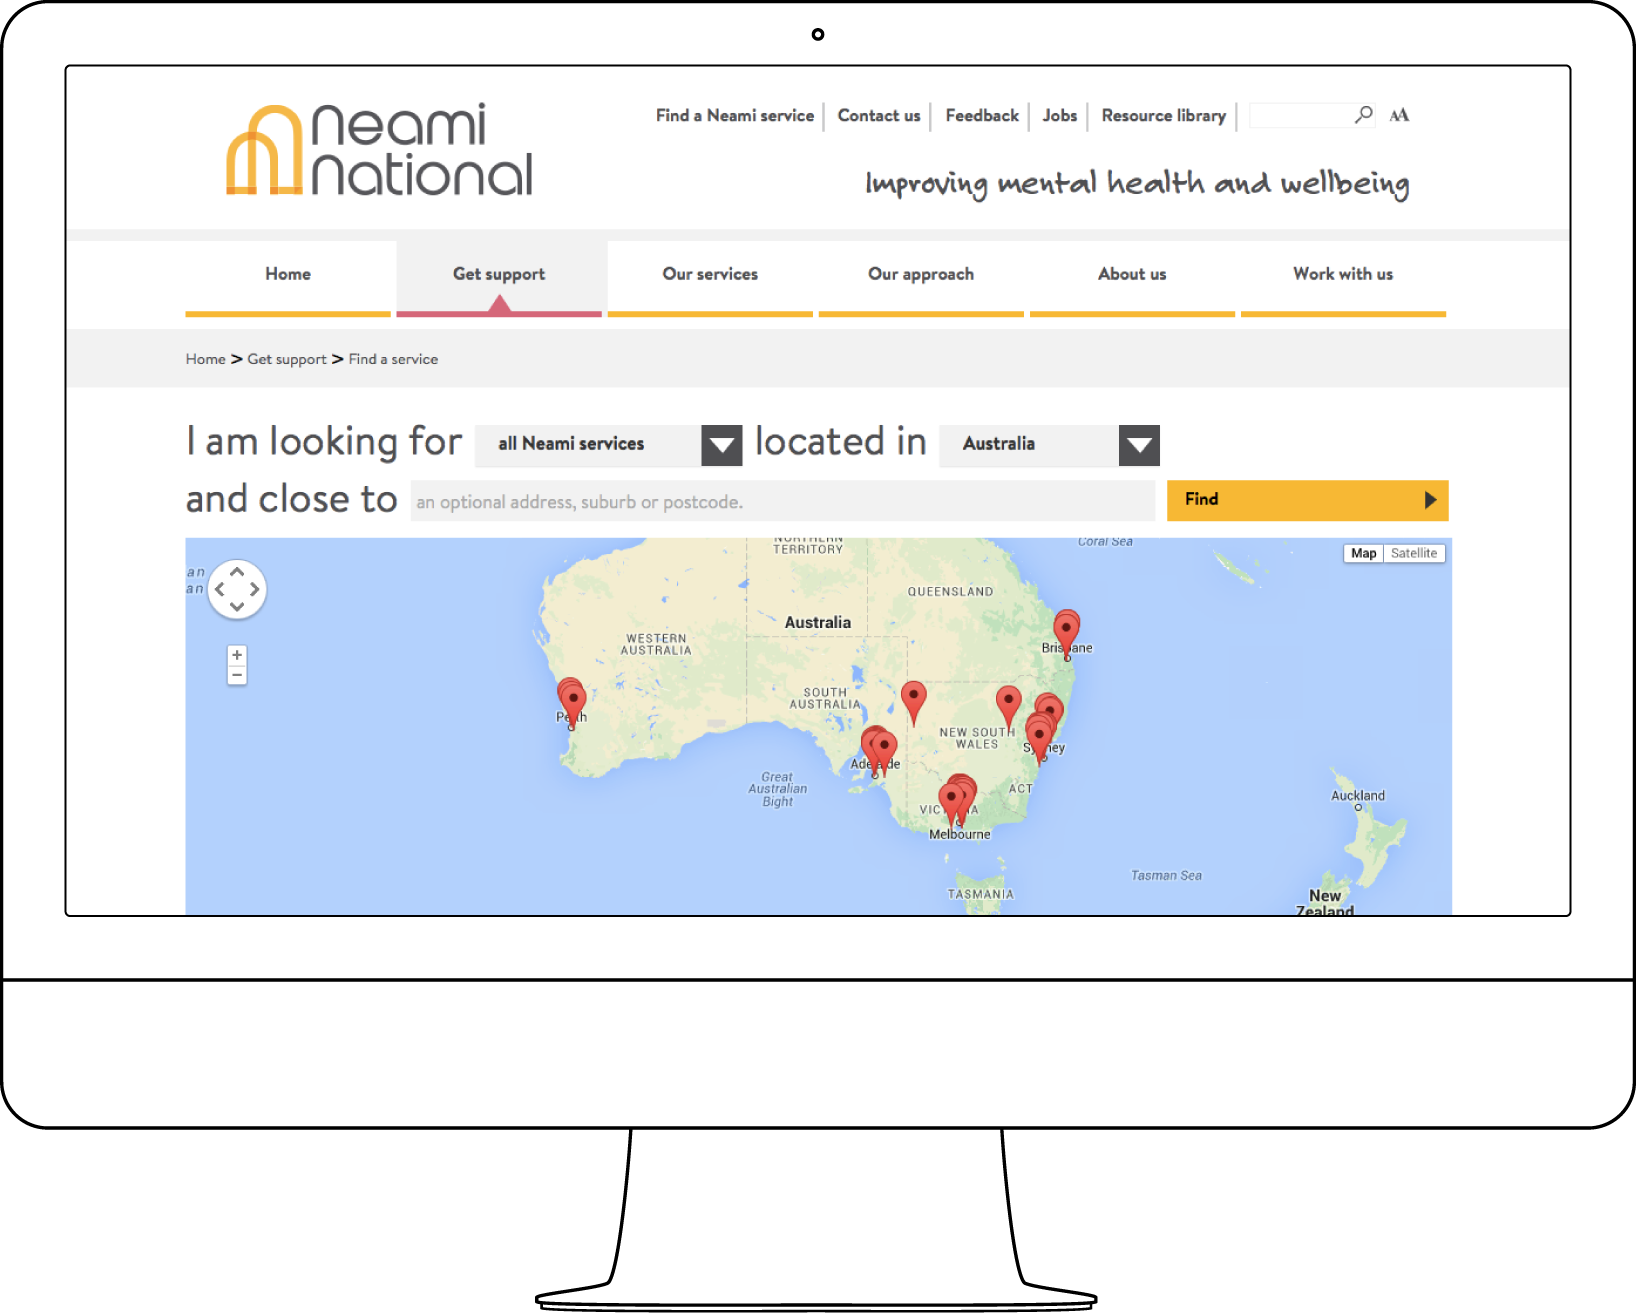 Neami
National
Find a Neami service
Contact us
Feedback
Jobs
Resource library
AA
Improving mental health and wellbeing
Home
Get support
Our services
Our approach
About us
Work with us
Home > Get support > Find a service
I am looking for all Neami services located in Australia
and close to an optional address, suburb or postcode. Find
NORTHERN
TERRITORY
Coral Sea
Map Satellite
an
an
QUEENSLAND
Australia
WESTERN
AUSTRALIA
Brisbane
+
−
SOUTH
AUSTRALIA
Perth
NEW SOUTH
WALES
Sydney
Adelaide
Great
Australian
Bight
ACT
Auckland
VICTORIA
Melbourne
Tasman Sea
TASMANIA
New
Zealand